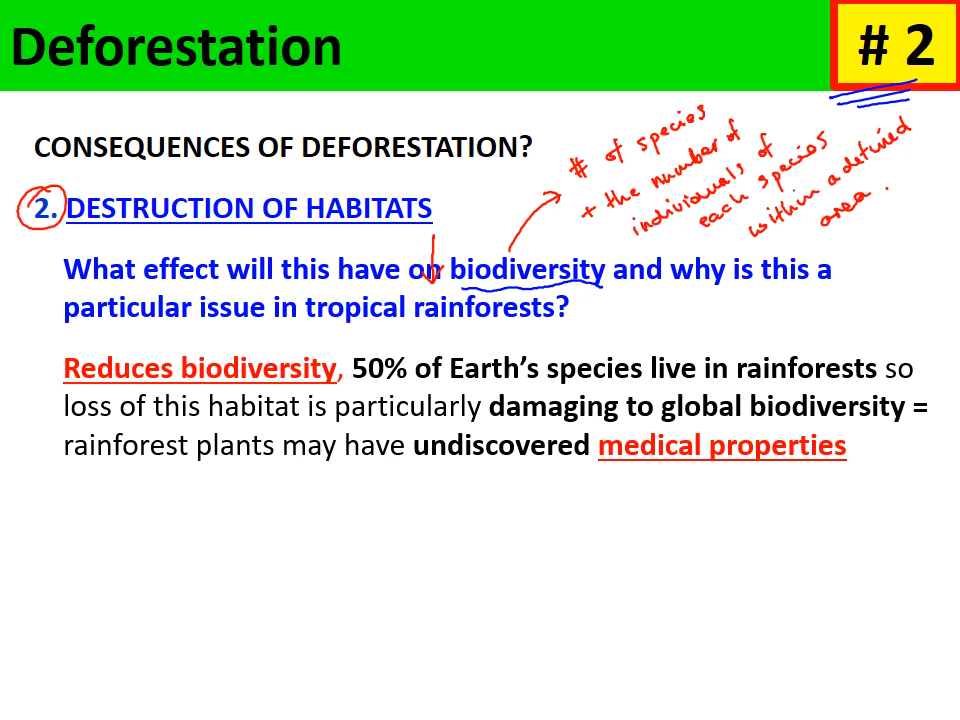 Deforestation
# 2
CONSEQUENCES OF DEFORESTATION?
# of species
+ the number of
individuals of
each species
within a defined
area.
2. DESTRUCTION OF HABITATS
What effect will this have on biodiversity and why is this a
particular issue in tropical rainforests?
Reduces biodiversity, 50% of Earth's species live in rainforests so
loss of this habitat is particularly damaging to global biodiversity =
rainforest plants may have undiscovered medical properties